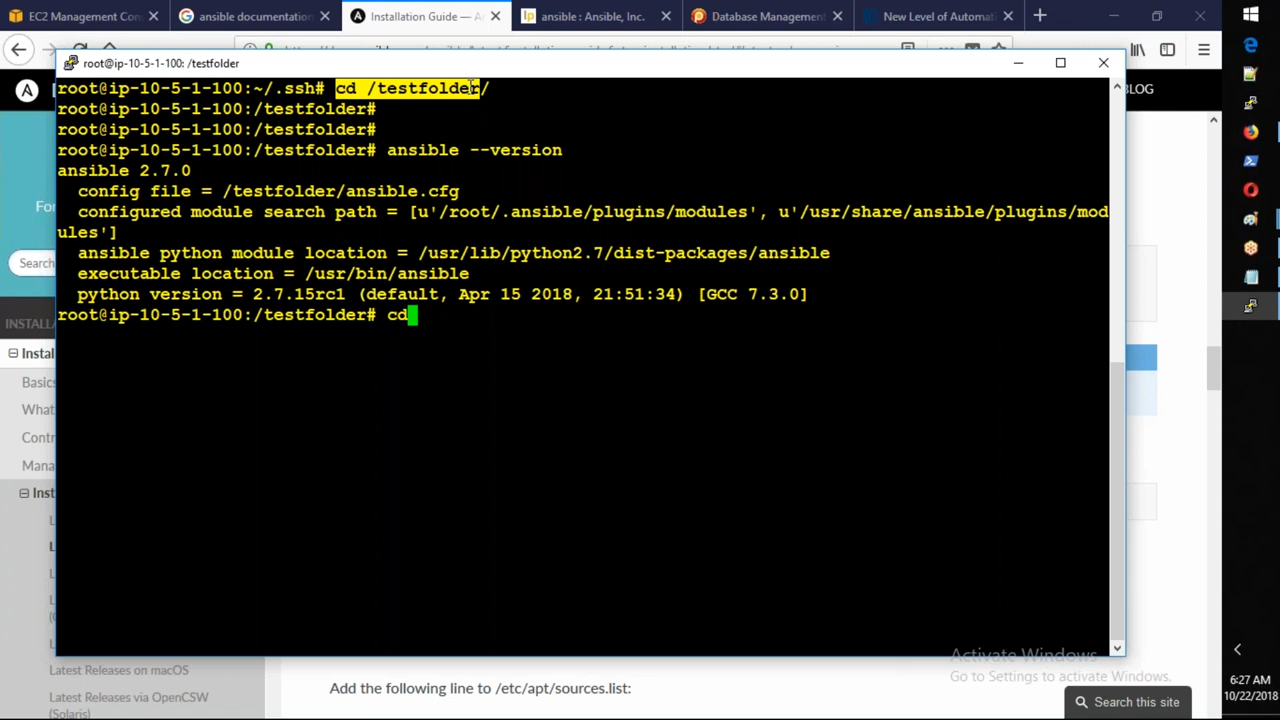 EC2 Management Con
ansible documentation
Installation Guide — A
ansible : Ansible, Inc.
Database Management
New Level of Automat
root@ip-10-5-1-100: /testfolder
BLOG
root@ip-10-5-1-100:~/.ssh# cd /testfolder/
root@ip-10-5-1-100:/testfolder#
root@ip-10-5-1-100:/testfolder#
root@ip-10-5-1-100:/testfolder# ansible --version
ansible 2.7.0
config file = /testfolder/ansible.cfg
configured module search path = [u'/root/.ansible/plugins/modules', u'/usr/share/ansible/plugins/mod
ules']
ansible python module location = /usr/lib/python2.7/dist-packages/ansible
executable location = /usr/bin/ansible
python version = 2.7.15rc1 (default, Apr 15 2018, 21:51:34) [GCC 7.3.0]
root@ip-10-5-1-100:/testfolder# cd
For
Search
INSTALLA
Instal
Basics
What
Contr
Mana
Inst
Latest Releases on macOS
Latest Releases via OpenCSW
(Solaris)
Add the following line to /etc/apt/sources.list:
Activate Windows
Go to Settings to activate Windows.
Search this site
6:27 AM
10/22/2018